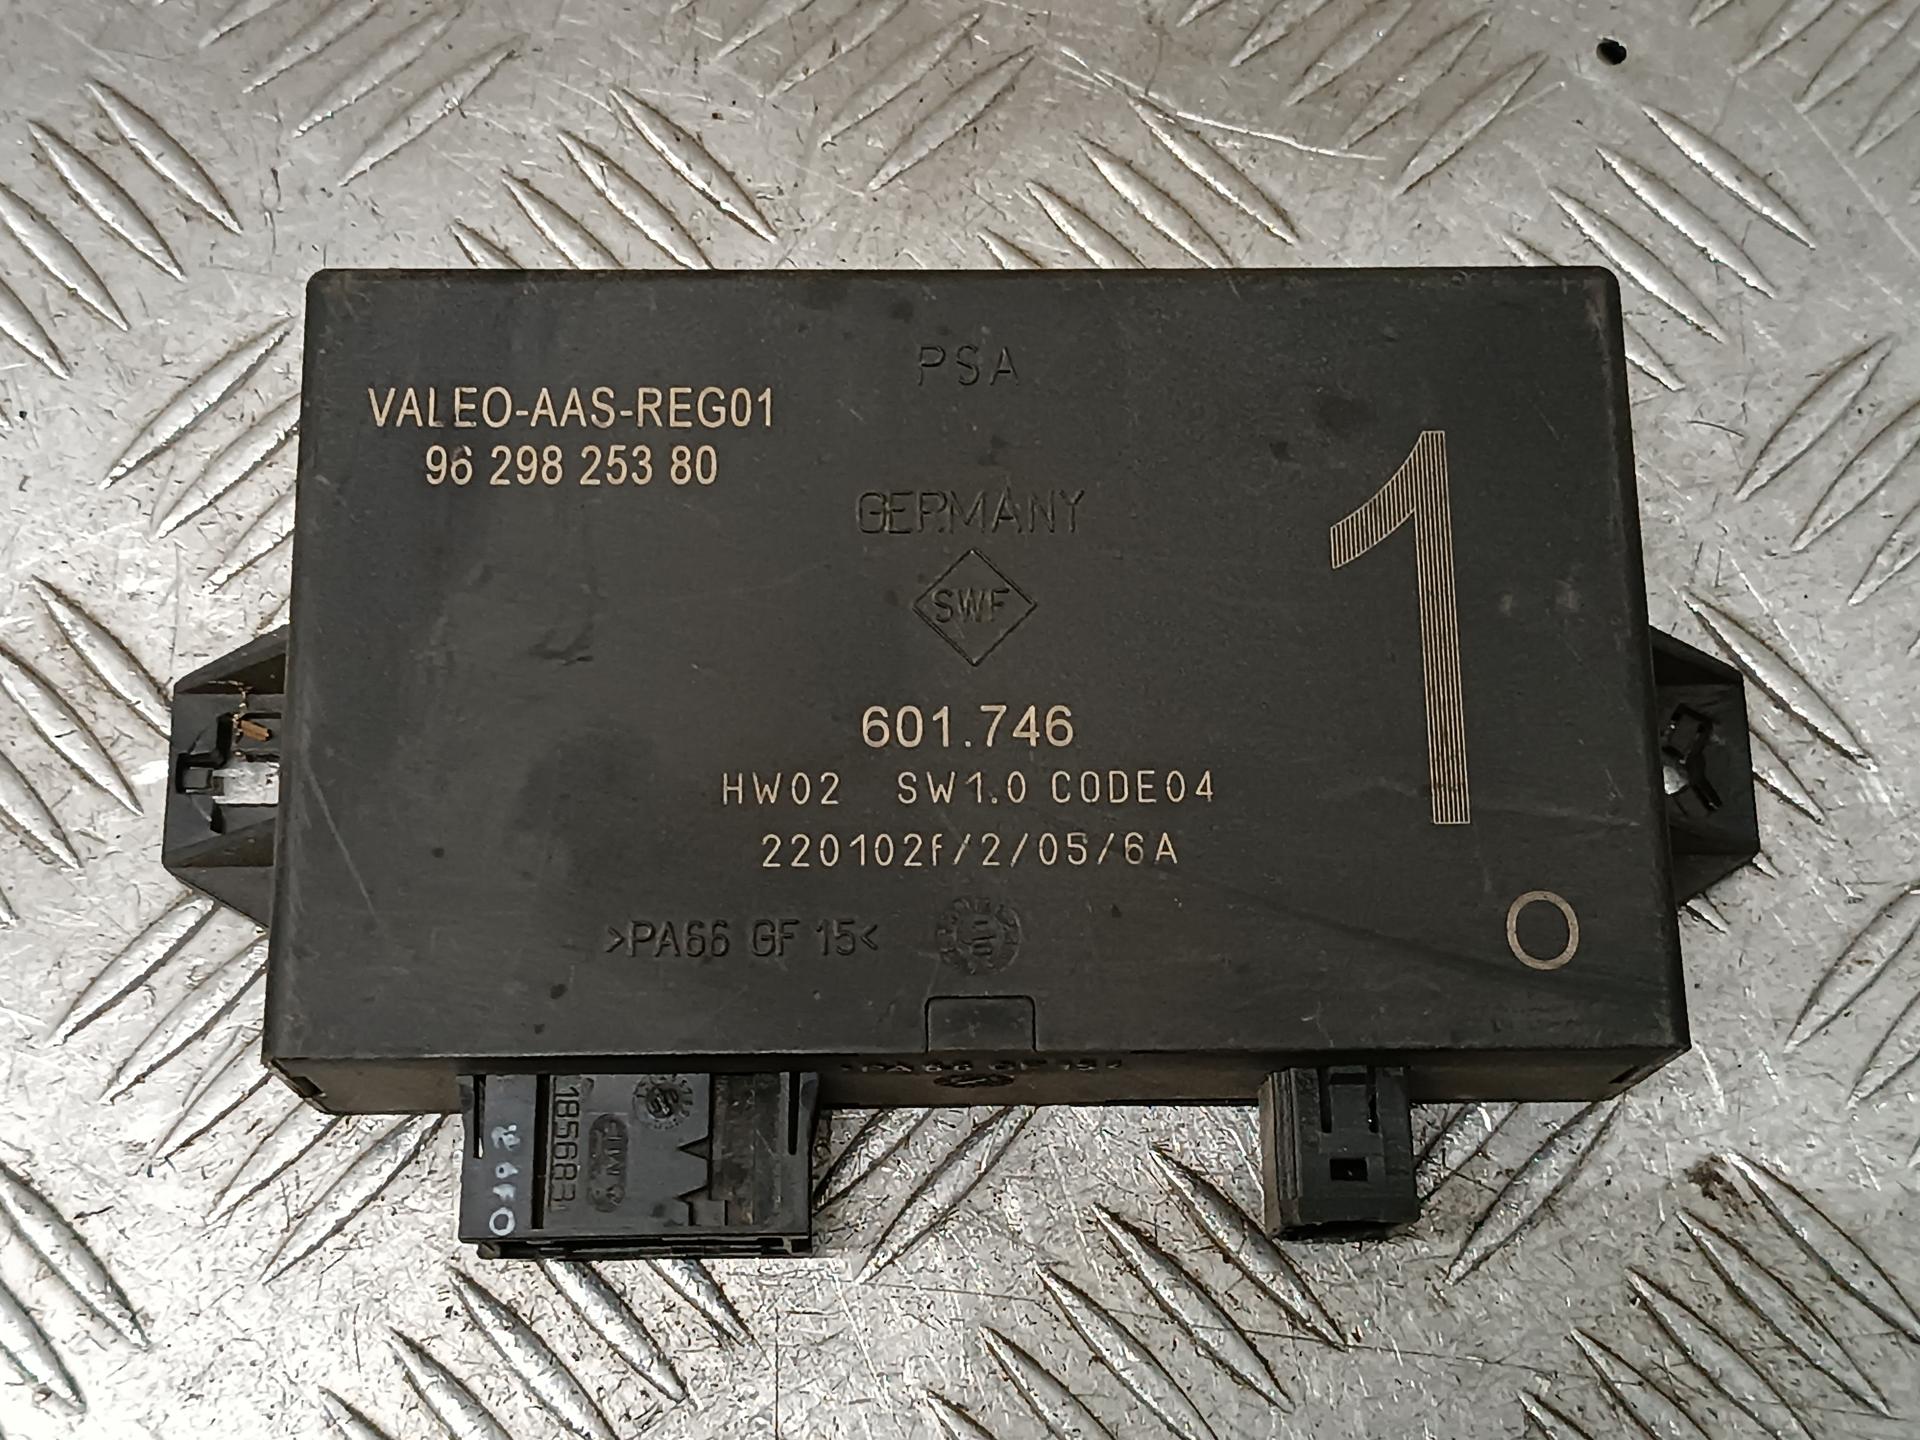 PSA
VALEO-AAS-REG01
96 298 253 80
GERMANY
SWF
1
601.746
HW02 SW1.0 CODE04
220102f/2/05/6A
>PA66 GF 15<
O
185683